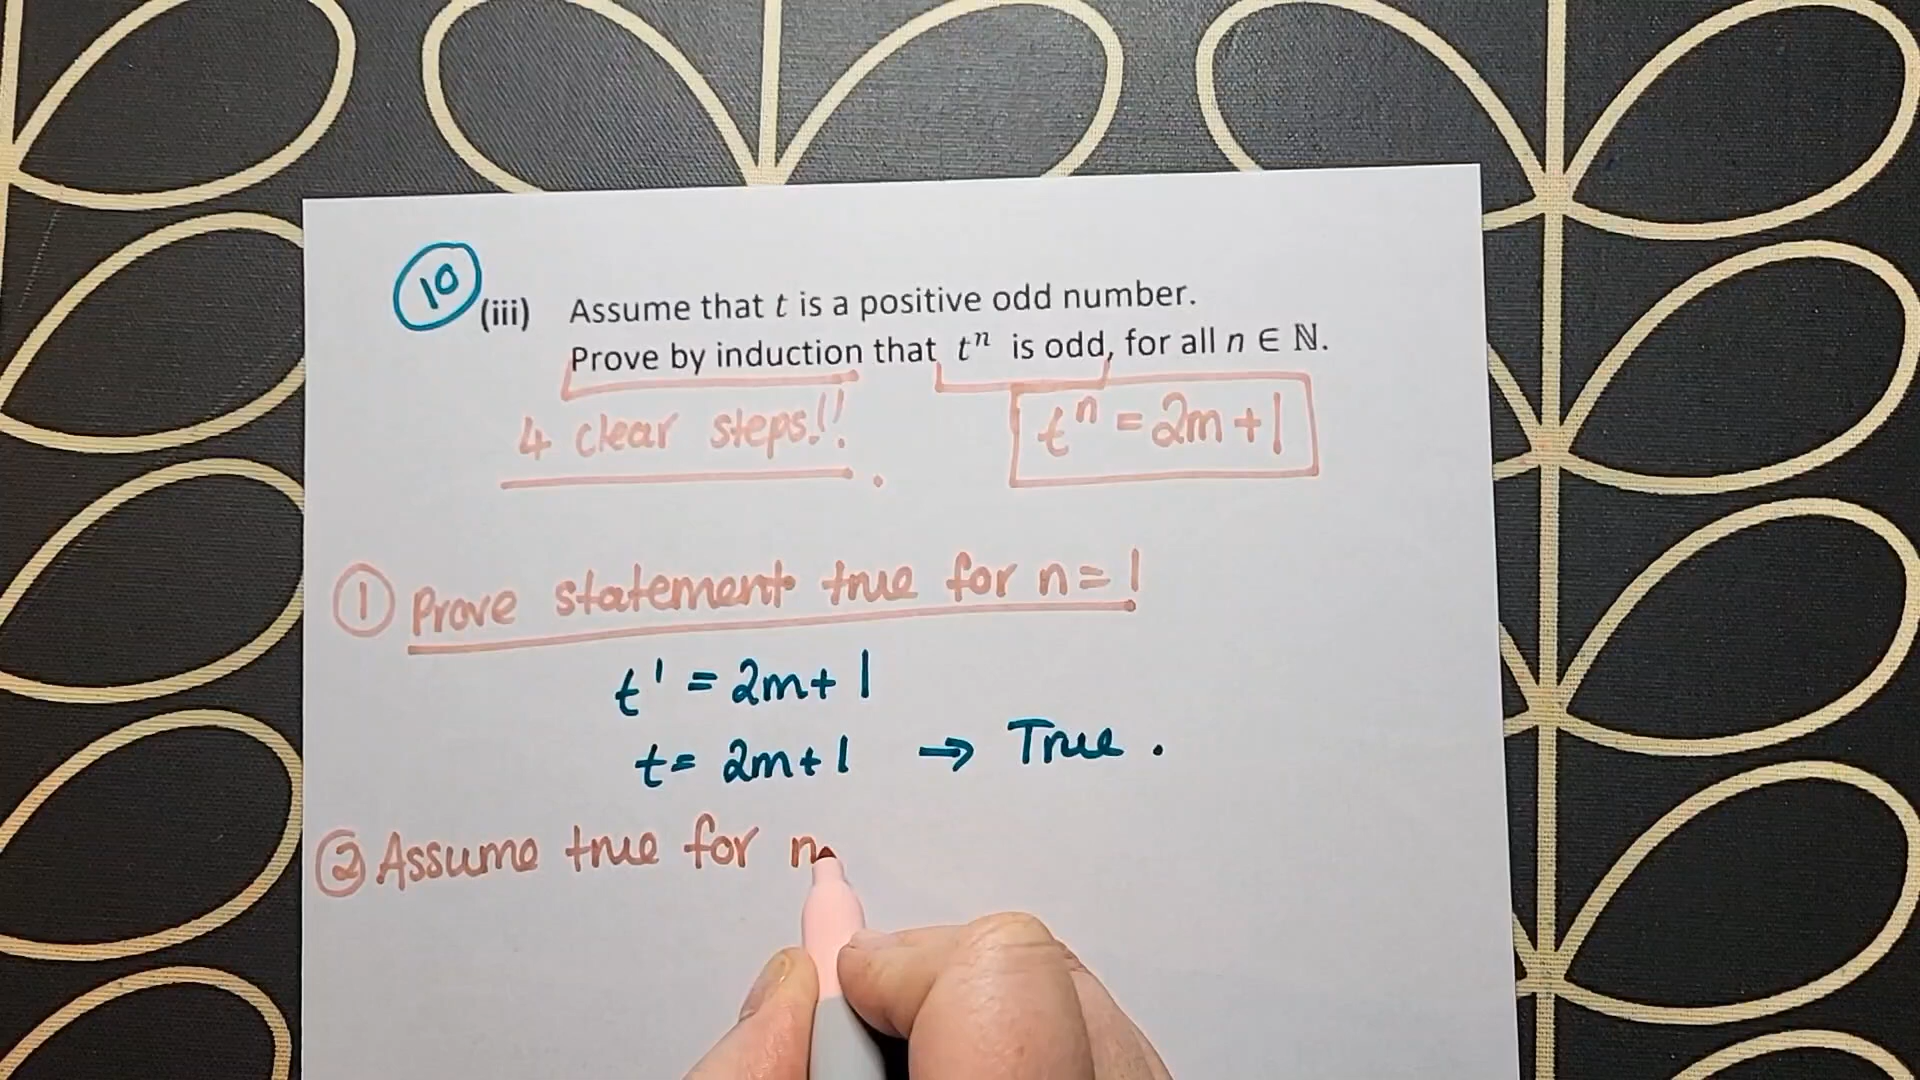 10
(iii) Assume that t is a positive odd number.
Prove by induction that tⁿ is odd, for all n ∈ ℕ.
4 clear steps!!.
tⁿ = 2m+1
① Prove statement true for n=1
t¹ = 2m+1
t= 2m+1 → True.
② Assume true for n